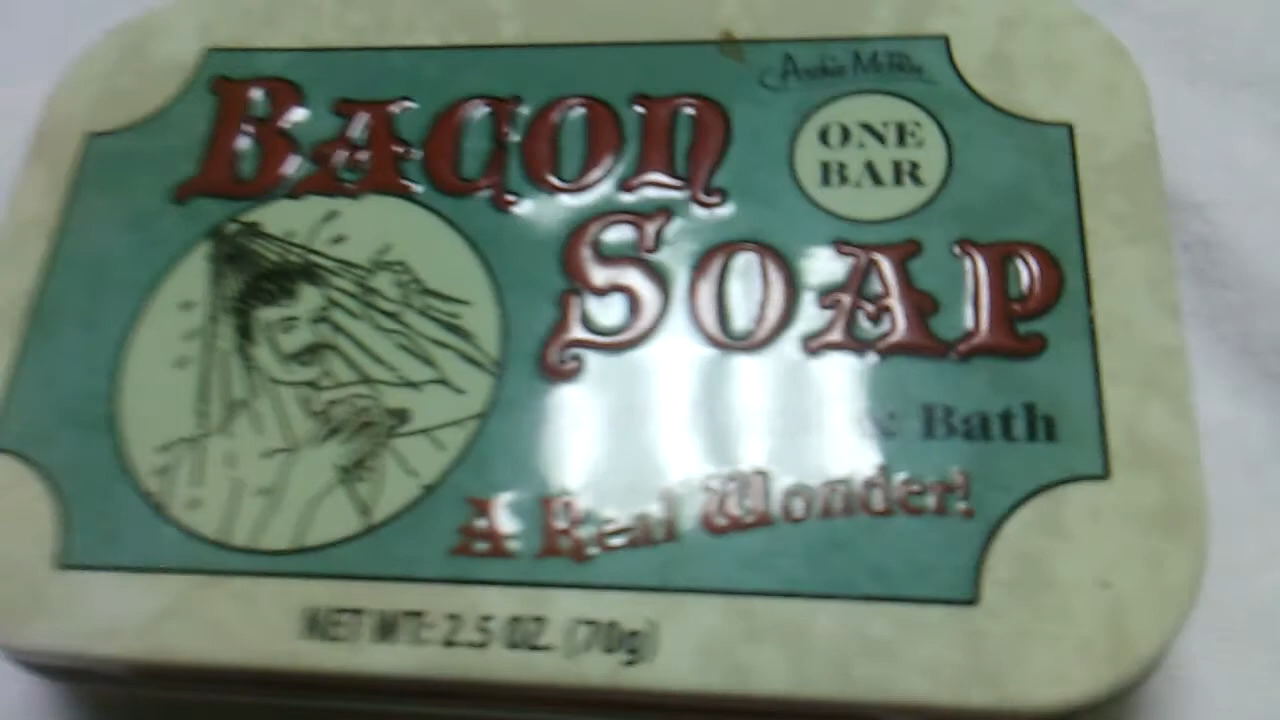 Archie McPhee
BACON
ONE
BAR
SOAP
& Bath
A Real Wonder!
NET WT: 2.5 OZ. (70g)